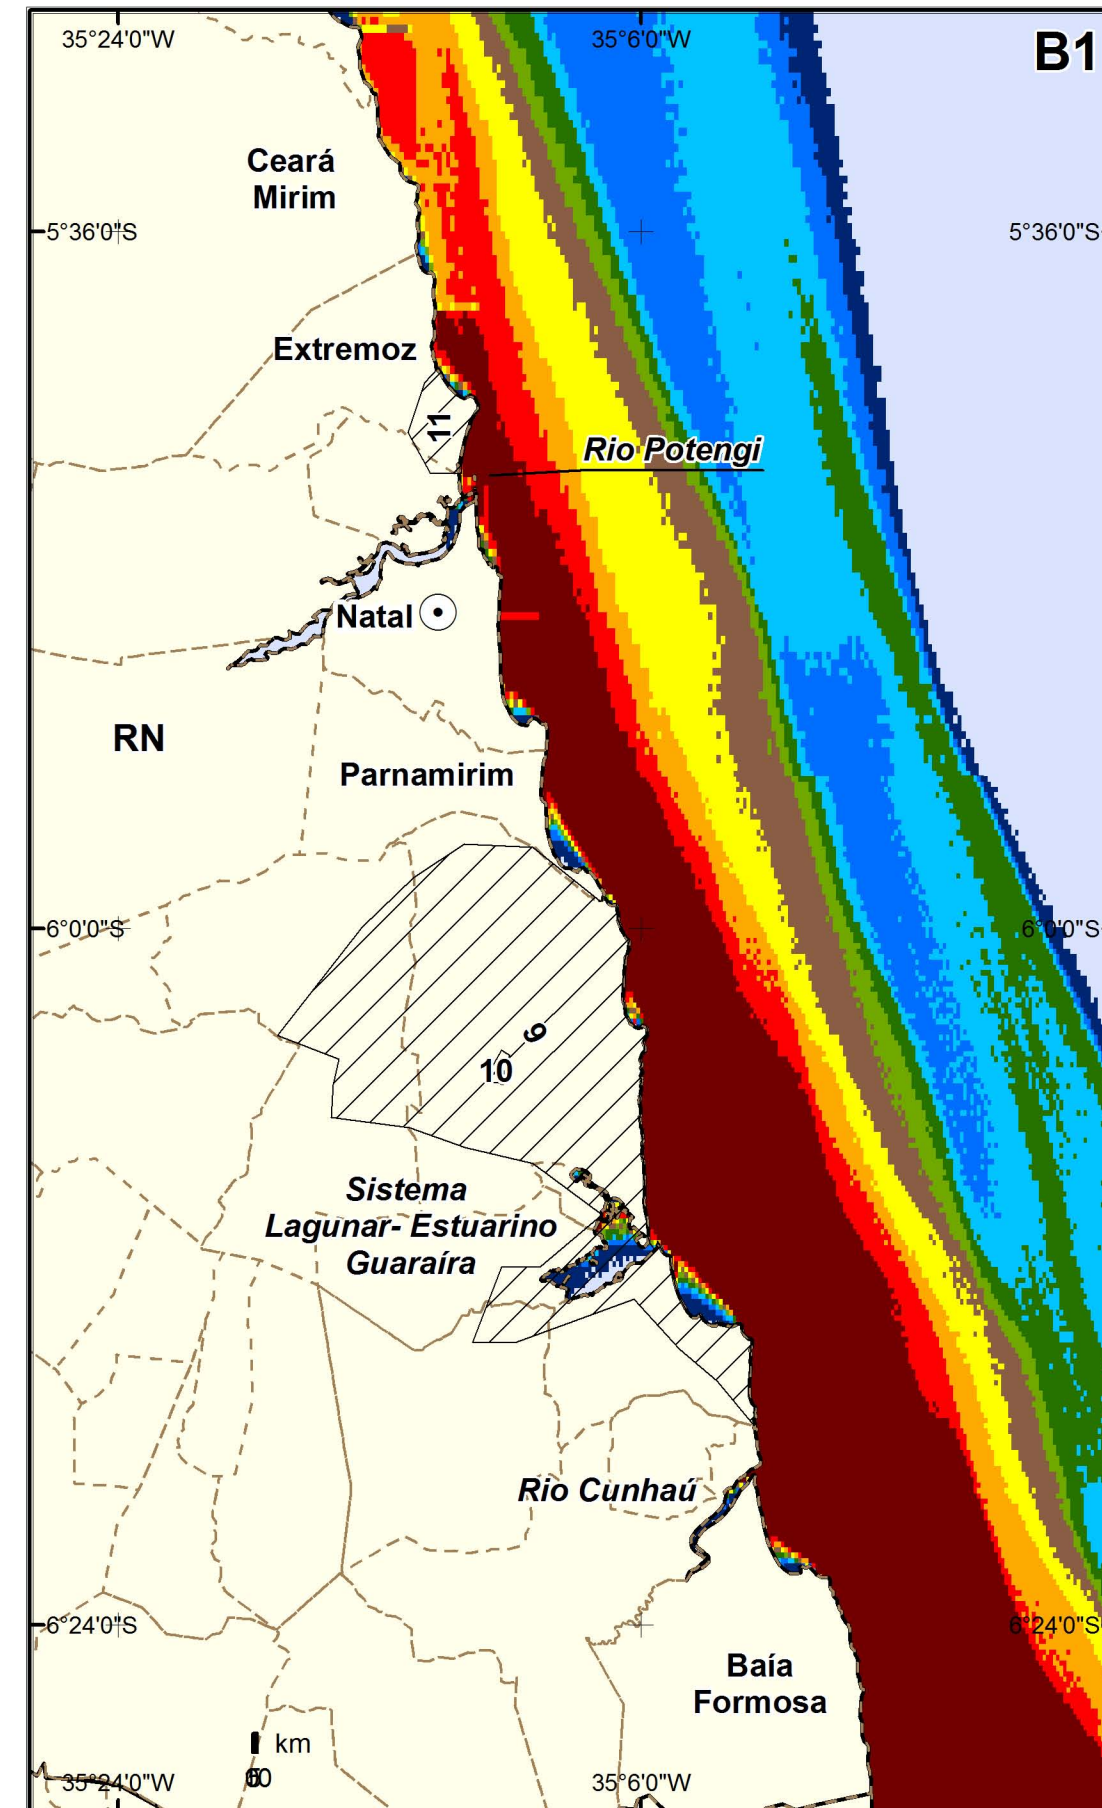 35°24'0"W
35°6'0"W
B1
Ceará
Mirim
5°36'0"S
5°36'0"S
Extremoz
11
Rio Potengi
Natal
RN
Parnamirim
6°0'0"S
6°0'0"S
9
10
Sistema
Lagunar- Estuarino
Guaraíra
Rio Cunhaú
6°24'0"S
6°24'0"S
Baía
Formosa
km
35°24'0"W
35°6'0"W